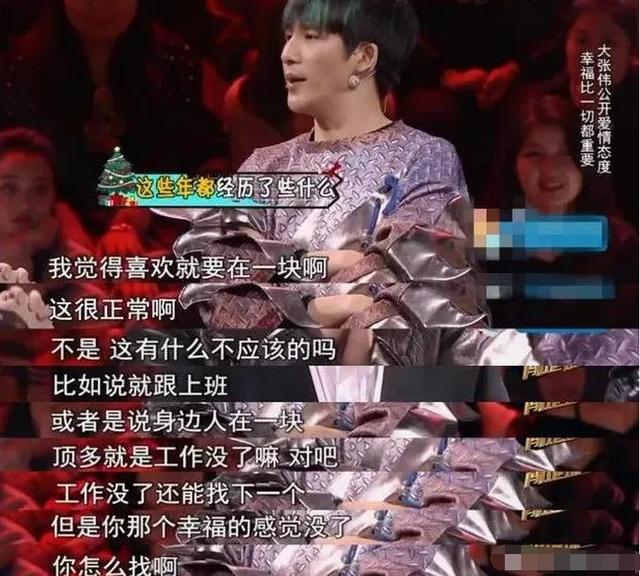 大张伟公开爱情态度
幸福比一切都重要
这些年都经历了些什么
我觉得喜欢就要在一块啊
这很正常啊
不是 这有什么不应该的吗
比如说就跟上班
或者是说身边人在一块
顶多就是工作没了嘛 对吧
工作没了还能找下一个
但是你那个幸福的感觉没了
你怎么找啊